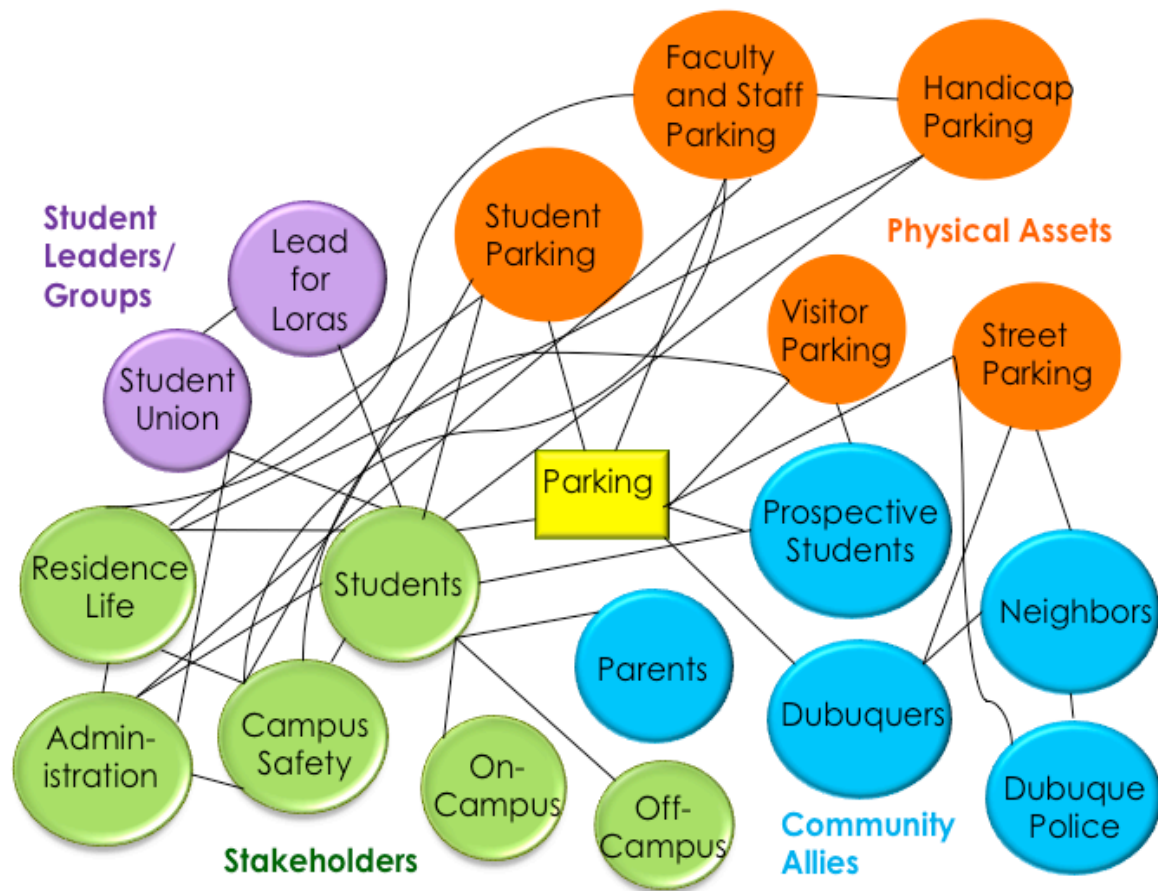 Faculty
and Staff
Parking
Handicap
Parking
Student
Leaders/
Groups
Lead
for
Loras
Student
Parking
Physical Assets
Visitor
Parking
Street
Parking
Student
Union
Parking
Prospective
Students
Residence
Life
Students
Neighbors
Parents
Dubuquers
Admin-
istration
Campus
Safety
On-
Campus
Off-
Campus
Dubuque
Police
Community
Allies
Stakeholders